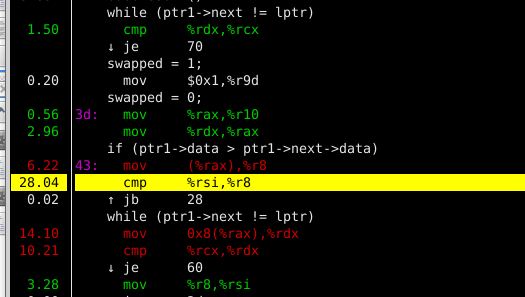 while (ptr1->next != lptr)
1.50 cmp %rdx,%rcx
↓ je 70
swapped = 1;
0.20 mov $0x1,%r9d
swapped = 0;
0.56 3d: mov %rax,%r10
2.96 mov %rdx,%rax
if (ptr1->data > ptr1->next->data)
6.22 43: mov (%rax),%r8
28.04 cmp %rsi,%r8
0.02 ↑ jb 28
while (ptr1->next != lptr)
14.10 mov 0x8(%rax),%rdx
10.21 cmp %rcx,%rdx
↓ je 60
3.28 mov %r8,%rsi